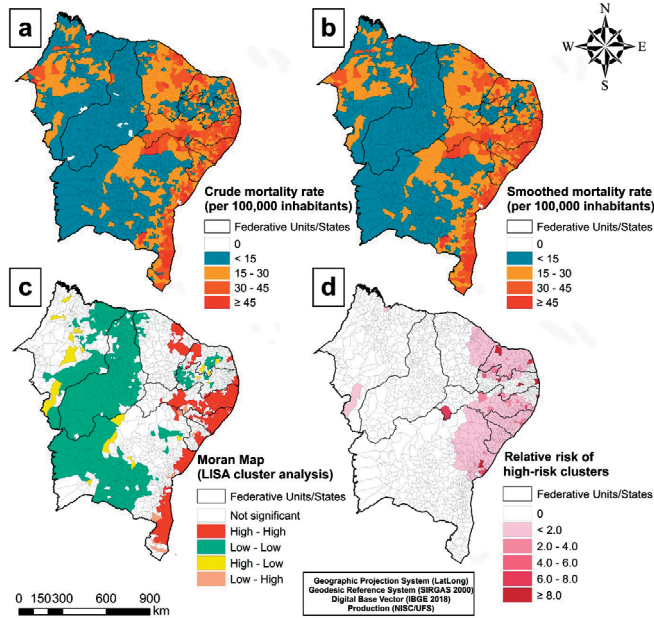 a
b
N
W
E
S
Crude mortality rate
(per 100,000 inhabitants)
Federative Units/States
0
< 15
15 - 30
30 - 45
≥ 45
Smoothed mortality rate
(per 100,000 inhabitants)
Federative Units/States
0
< 15
15 - 30
30 - 45
≥ 45
c
d
Moran Map
(LISA cluster analysis)
Federative Units/States
Not significant
High - High
Low - Low
High - Low
Low - High
Relative risk of
high-risk clusters
Federative Units/States
0
< 2.0
2.0 - 4.0
4.0 - 6.0
6.0 - 8.0
≥ 8.0
0 150300 600 900
km
Geographic Projection System (LatLong)
Geodesic Reference System (SIRGAS 2000)
Digital Base Vector (IBGE 2018)
Production (NISC/UFS)